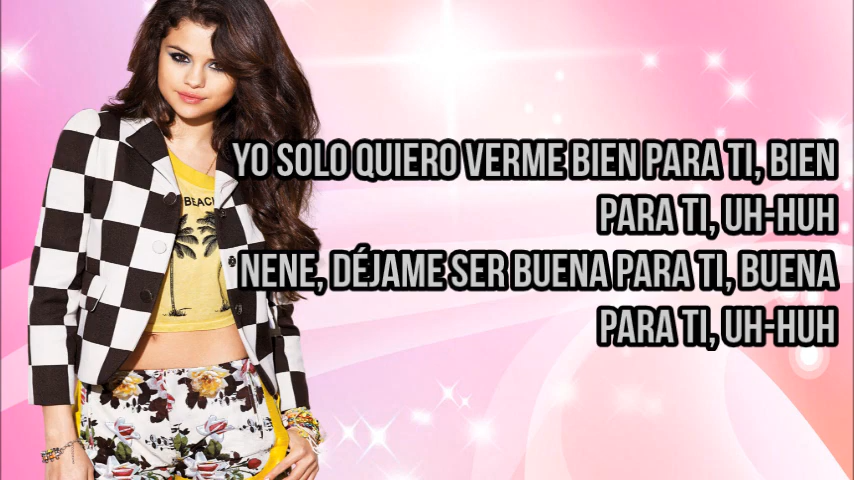 BEACH
YO SOLO QUIERO VERME BIEN PARA TI, BIEN
PARA TI, UH-HUH
NENE, DÉJAME SER BUENA PARA TI, BUENA
PARA TI, UH-HUH